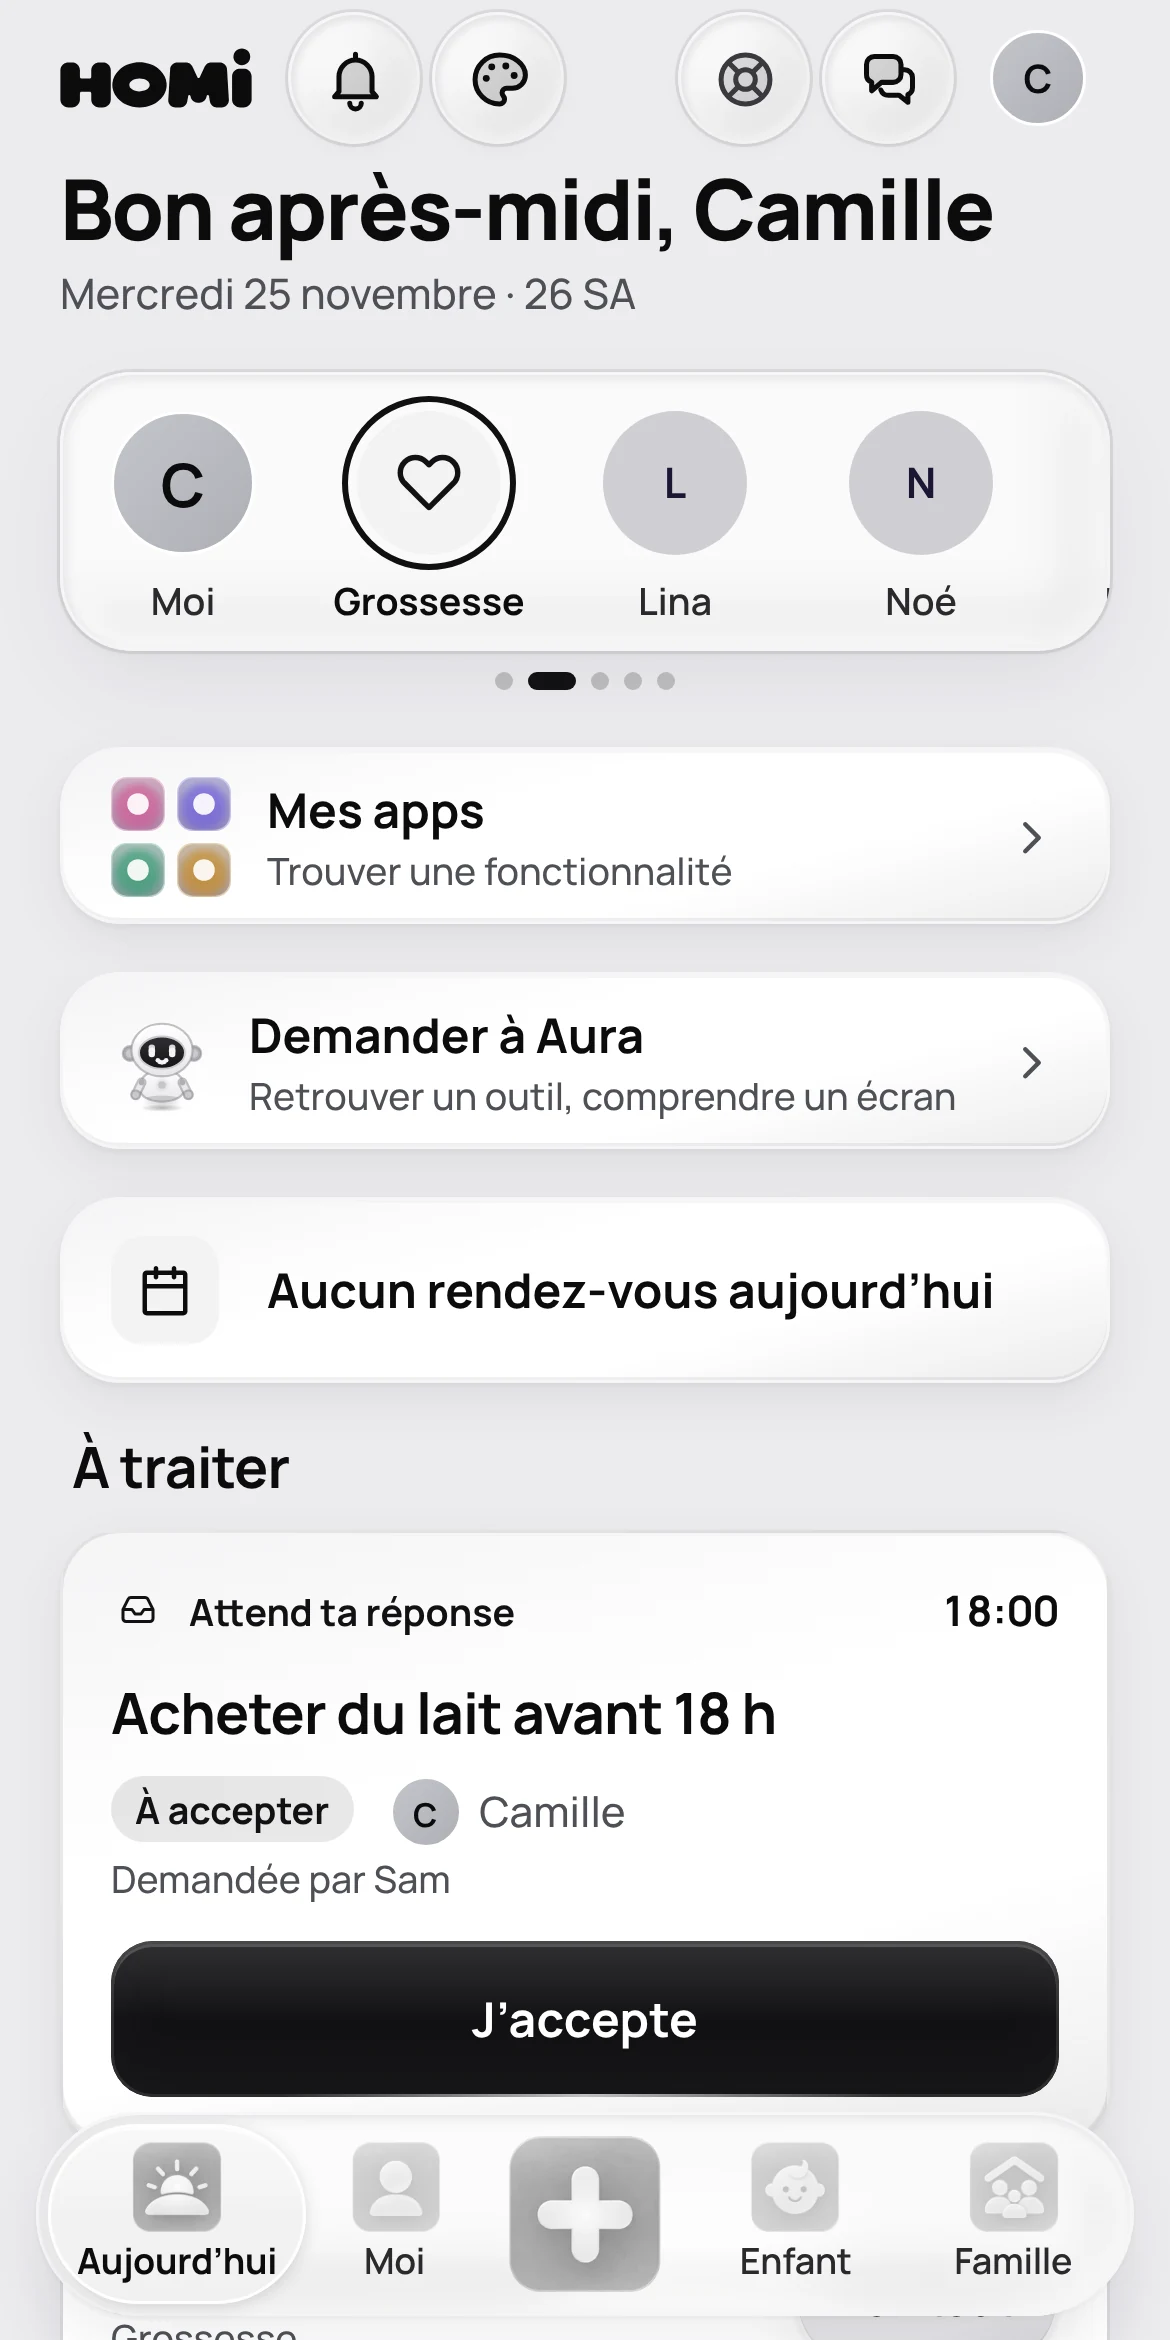 HOMi
C
Bon après-midi, Camille
Mercredi 25 novembre · 26 SA
C
L
N
Moi
Grossesse
Lina
Noé
Mes apps
Trouver une fonctionnalité
Demander à Aura
Retrouver un outil, comprendre un écran
Aucun rendez-vous aujourd’hui
À traiter
Attend ta réponse
18:00
Acheter du lait avant 18 h
À accepter
C
Camille
Demandée par Sam
J’accepte
Aujourd’hui
Moi
Enfant
Famille
Grossesse